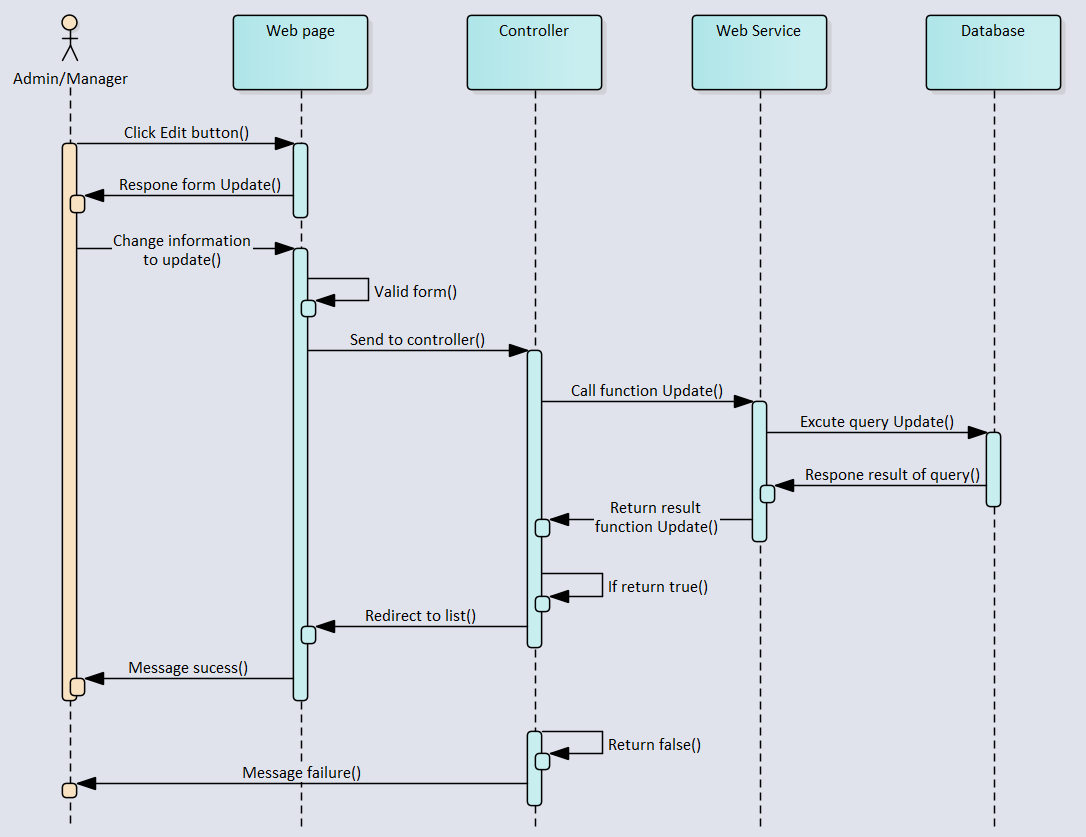 Web page
Controller
Web Service
Database
Admin/Manager
Click Edit button()
Respone form Update()
Change information
to update()
Valid form()
Send to controller()
Call function Update()
Excute query Update()
Respone result of query()
Return result
function Update()
If return true()
Redirect to list()
Message sucess()
Return false()
Message failure()